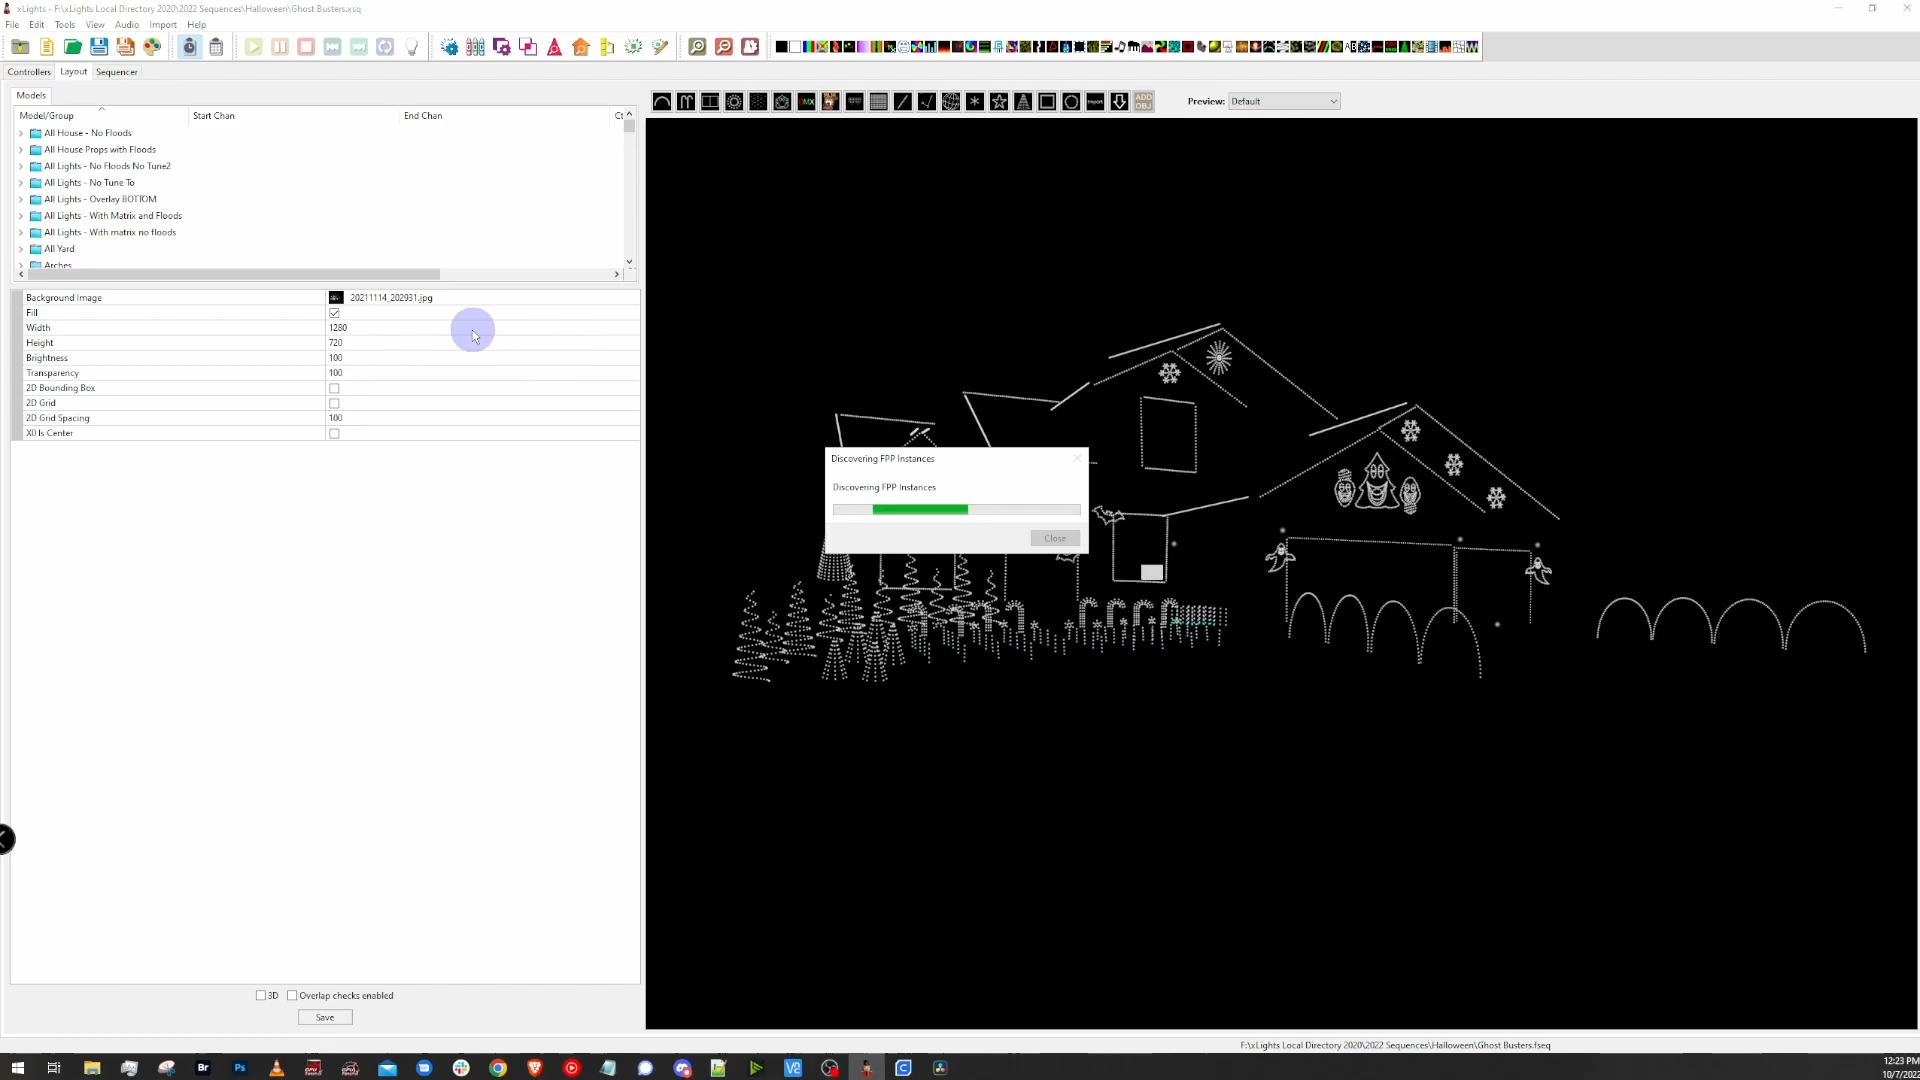 xLights - F:\xLights Local Directory 2020\2022 Sequences\Halloween\Ghost Busters.xsq
File Edit Tools View Audio Import Help
Controllers Layout Sequencer
Models
Model/Group Start Chan End Chan
All House - No Floods
All House Props with Floods
All Lights - No Floods No Tune2
All Lights - No Tune To
All Lights - Overlay BOTTOM
All Lights - With Matrix and Floods
All Lights - With matrix no floods
All Yard
Arches
DMX
Import
ADD OBJ
Preview: Default
Background Image 20211114_202931.jpg
Fill
Width 1280
Height 720
Brightness 100
Transparency 100
2D Bounding Box
2D Grid
2D Grid Spacing 100
X0 Is Center
Discovering FPP Instances
Discovering FPP Instances
Close
3D Overlap checks enabled
Save
F:\xLights Local Directory 2020\2022 Sequences\Halloween\Ghost Busters.fseq
Br Ps
12:23 PM
10/7/2022